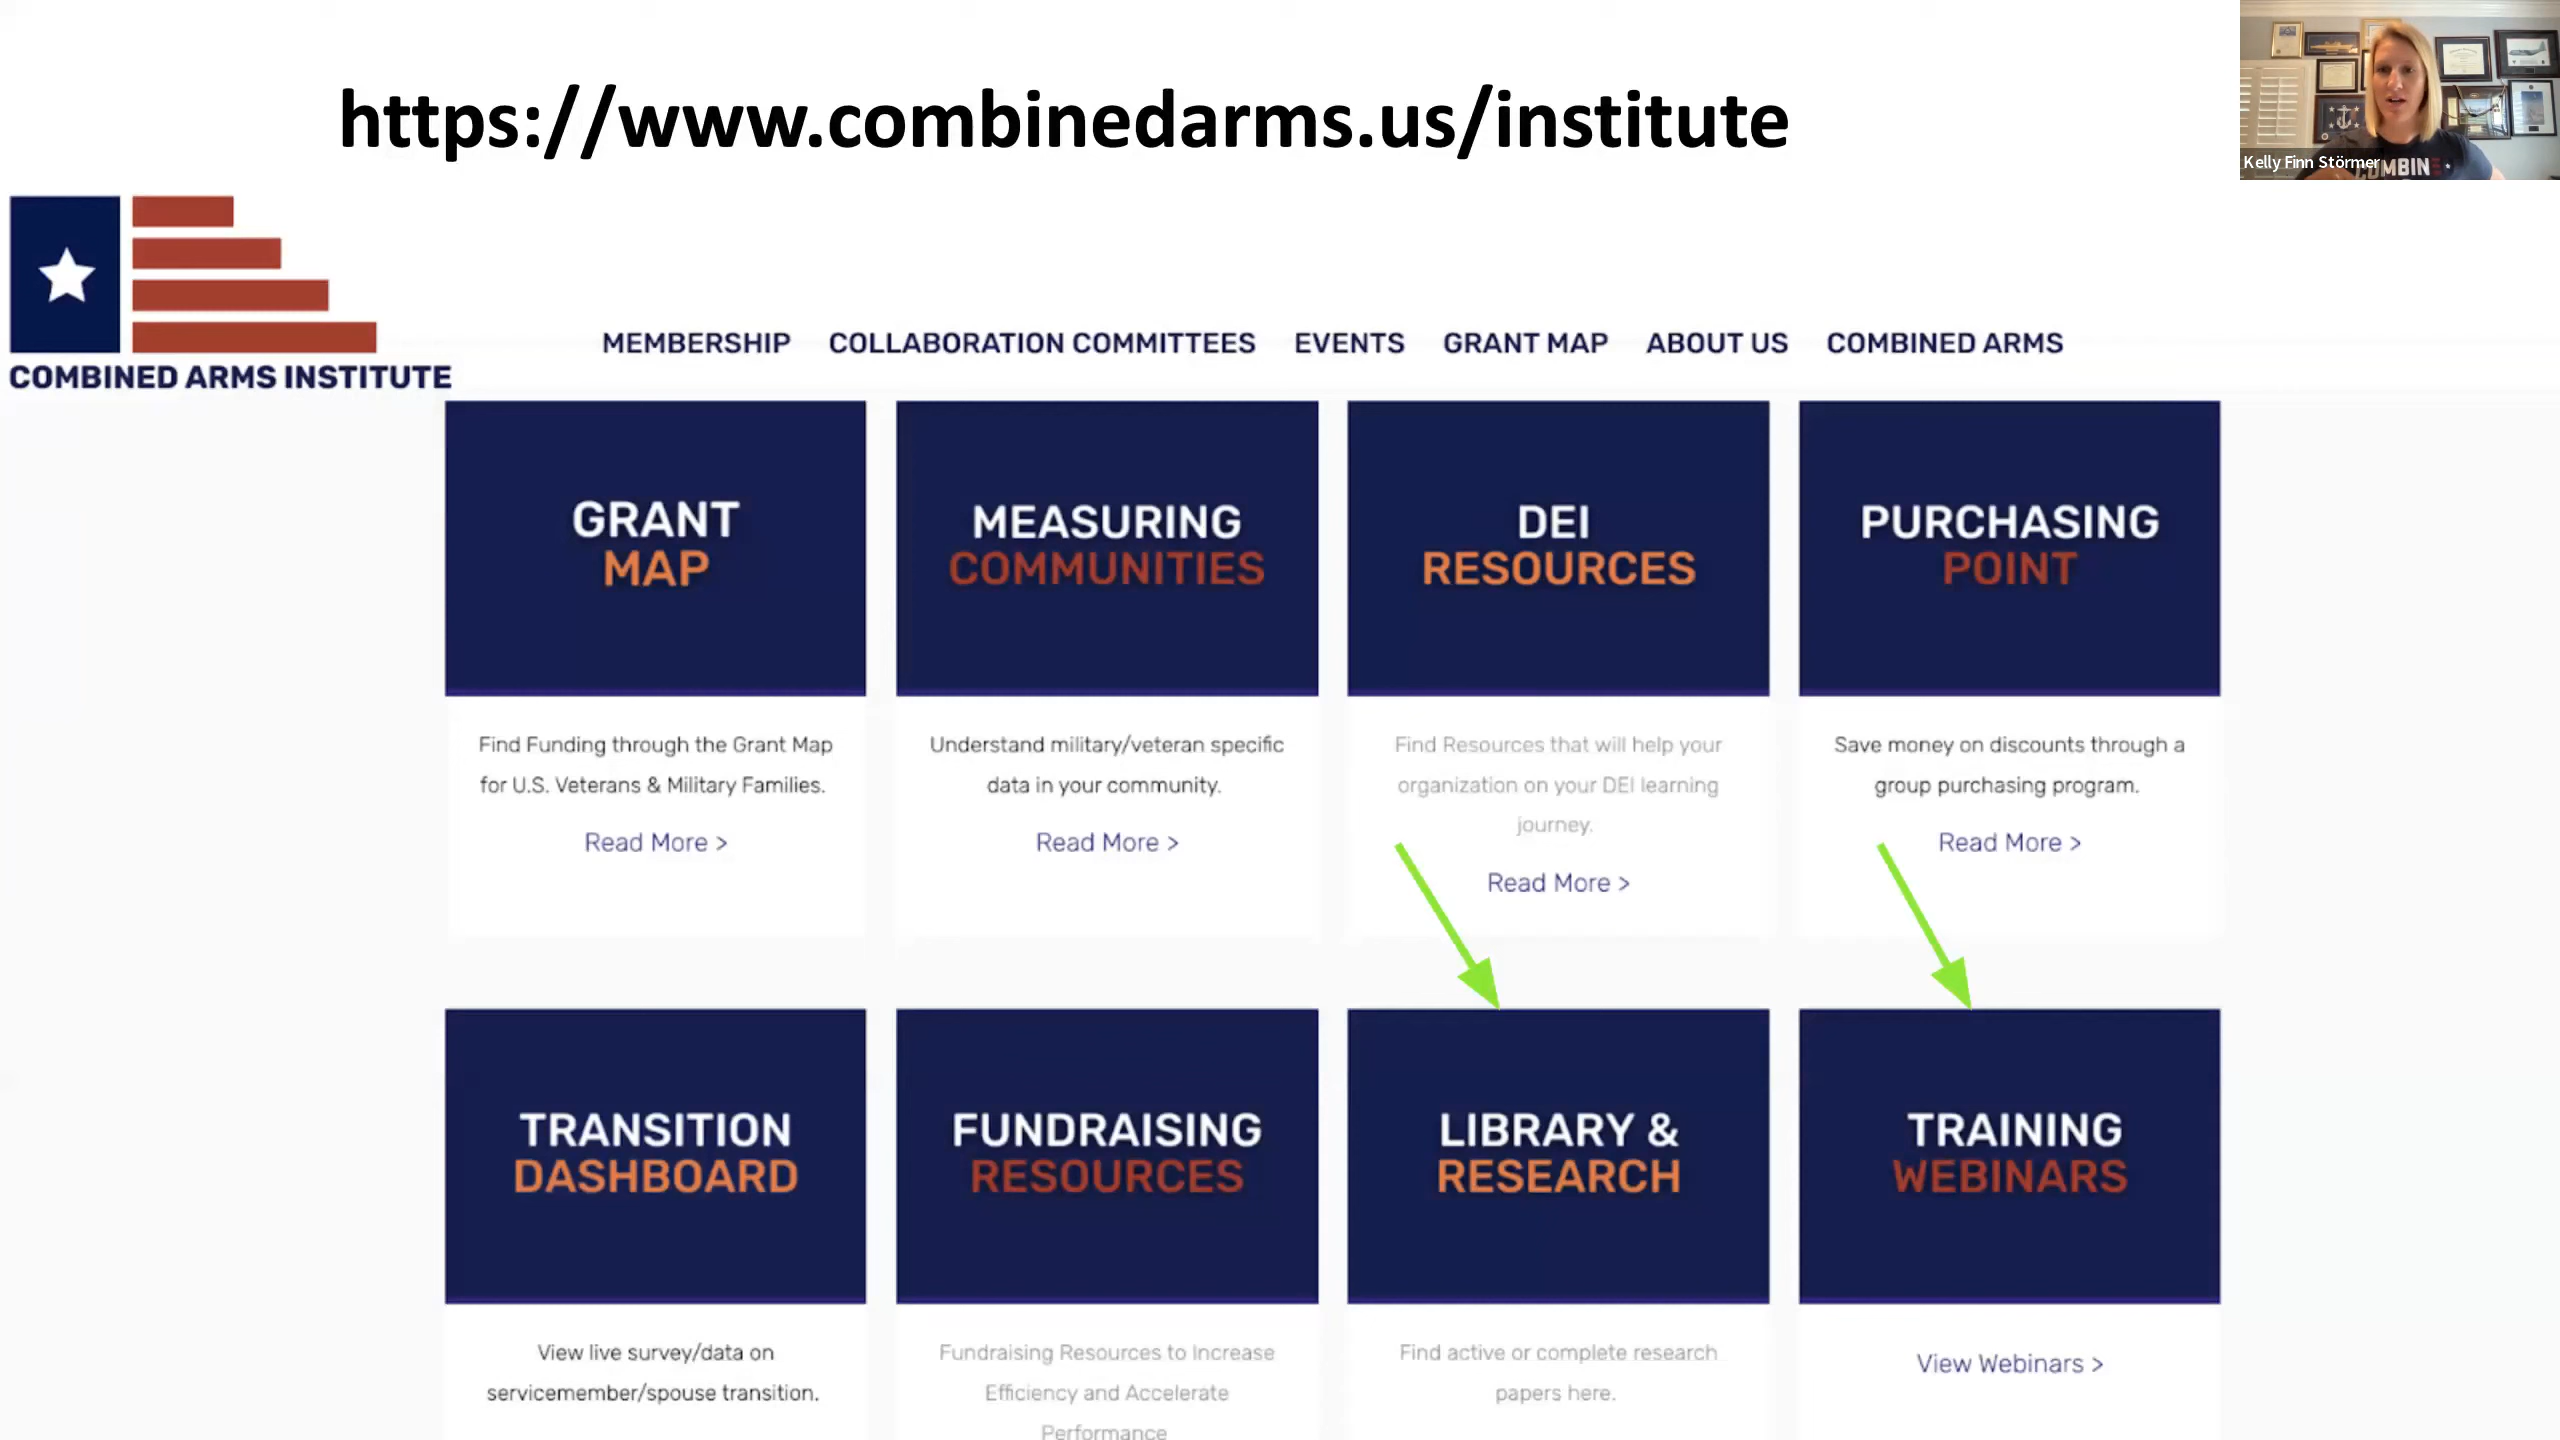 https://www.combinedarms.us/institute
Kelly Finn Störmer
COMBINE
COMBINED ARMS INSTITUTE
MEMBERSHIP COLLABORATION COMMITTEES EVENTS GRANT MAP ABOUT US COMBINED ARMS
GRANT
MAP
Find Funding through the Grant Map
for U.S. Veterans & Military Families.
Read More >
MEASURING
COMMUNITIES
Understand military/veteran specific
data in your community.
Read More >
DEI
RESOURCES
Find Resources that will help your
organization on your DEI learning
journey.
Read More >
PURCHASING
POINT
Save money on discounts through a
group purchasing program.
Read More >
TRANSITION
DASHBOARD
View live survey/data on
servicemember/spouse transition.
FUNDRAISING
RESOURCES
Fundraising Resources to Increase
Efficiency and Accelerate
Performance
LIBRARY &
RESEARCH
Find active or complete research
papers here.
TRAINING
WEBINARS
View Webinars >